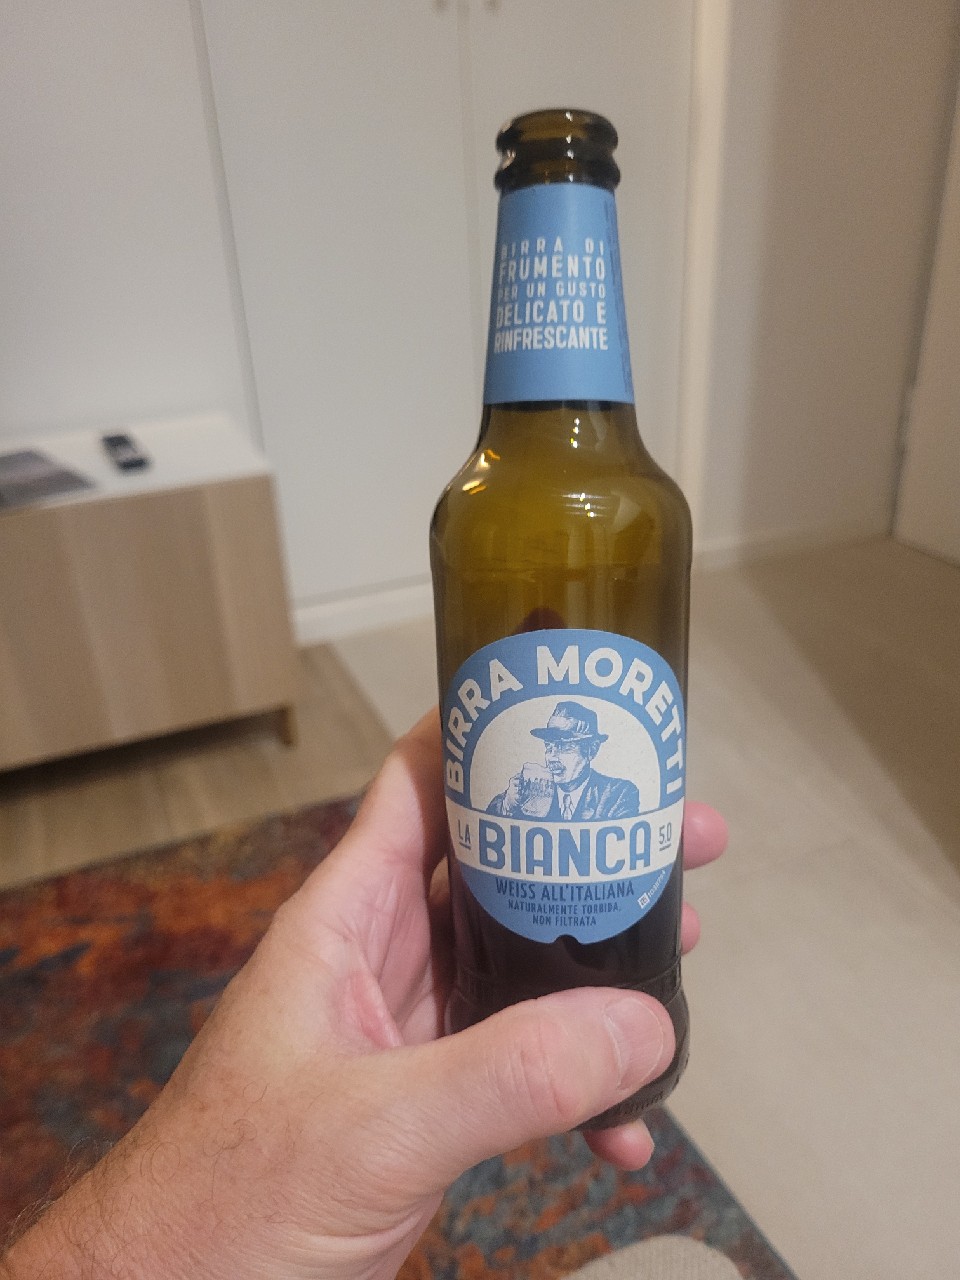 BIRRA DI
FRUMENTO
PER UN GUSTO
DELICATO E
RINFRESCANTE
BIRRA MORETTI
LA BIANCA 5.0
WEISS ALL'ITALIANA
NATURALMENTE TORBIDA,
NON FILTRATA